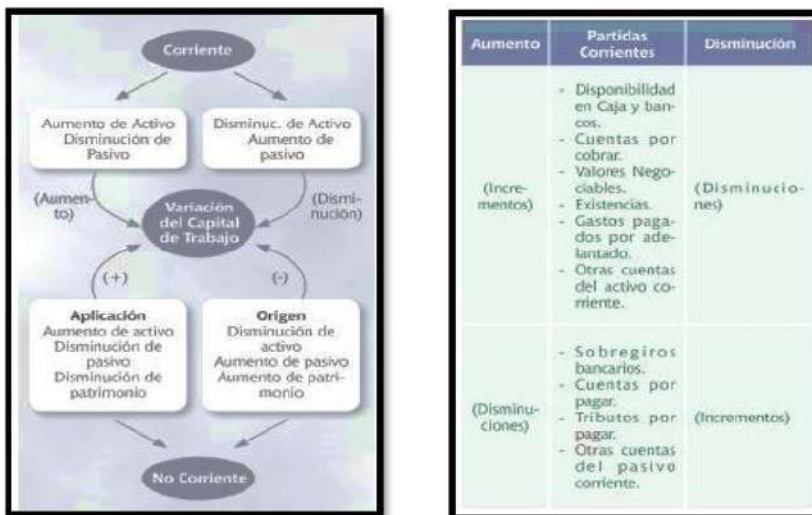 Corriente
Aumento de Activo
Disminución de
Pasivo
Disminuc. de Activo
Aumento de
pasivo
(Aumen-
to)
Variación
del Capital
de Trabajo
(Dismi-
nución)
(+)
(-)
Aplicación
Aumento de activo
Disminución de
pasivo
Disminución de
patrimonio
Origen
Disminución de
activo
Aumento de pasivo
Aumento de patri-
monio
No Corriente
Aumento
Partidas
Corrientes
Disminución
(Incre-
mentos)
- Disponibilidad
en Caja y ban-
cos.
- Cuentas por
cobrar.
- Valores Nego-
ciables.
- Existencias.
- Gastos paga-
dos por ade-
lantado.
- Otras cuentas
del activo co-
rriente.
(Disminucio-
nes)
(Disminu-
ciones)
- Sobregiros
bancarios.
- Cuentas por
pagar.
- Tributos por
pagar.
- Otras cuentas
del pasivo
corriente.
(Incrementos)